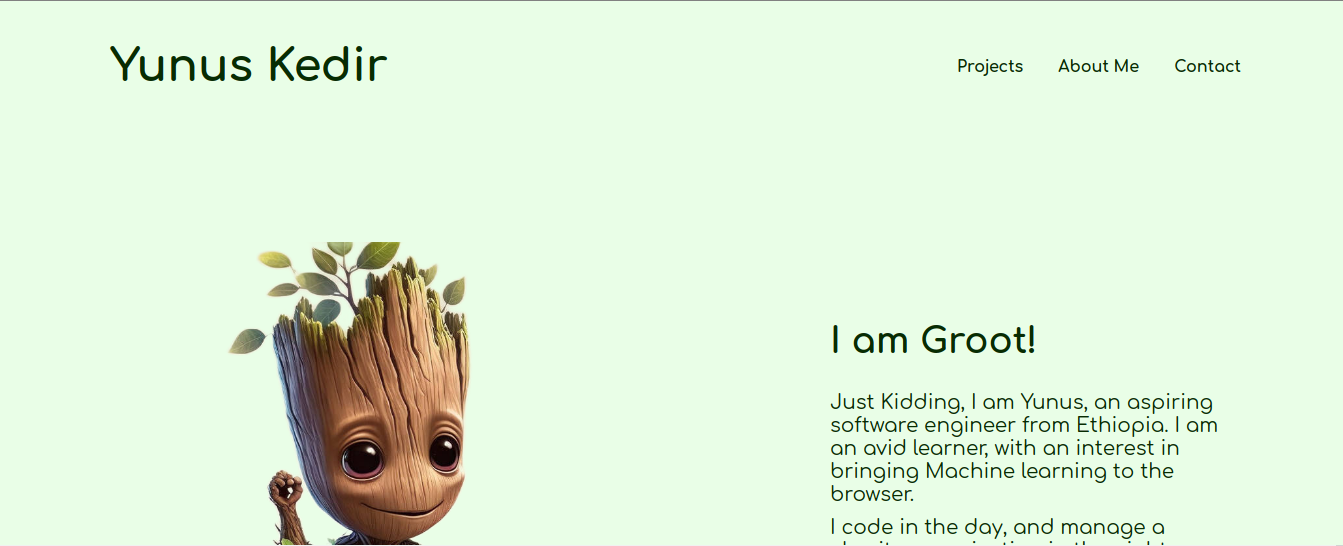 Yunus Kedir
Projects About Me Contact
I am Groot!
Just Kidding, I am Yunus, an aspiring
software engineer from Ethiopia. I am
an avid learner, with an interest in
bringing Machine learning to the
browser.
I code in the day, and manage a